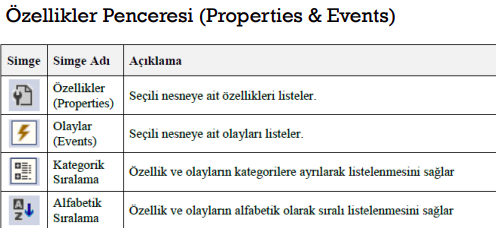 Özellikler Penceresi (Properties & Events)
Simge Simge Adı Açıklama
Özellikler (Properties) Seçili nesneye ait özellikleri listeler.
Olaylar (Events) Seçili nesneye ait olayları listeler.
Kategorik Sıralama Özellik ve olayların kategorilere ayrılarak listelenmesini sağlar
A Z Alfabetik Sıralama Özellik ve olayların alfabetik olarak sıralı listelenmesini sağlar